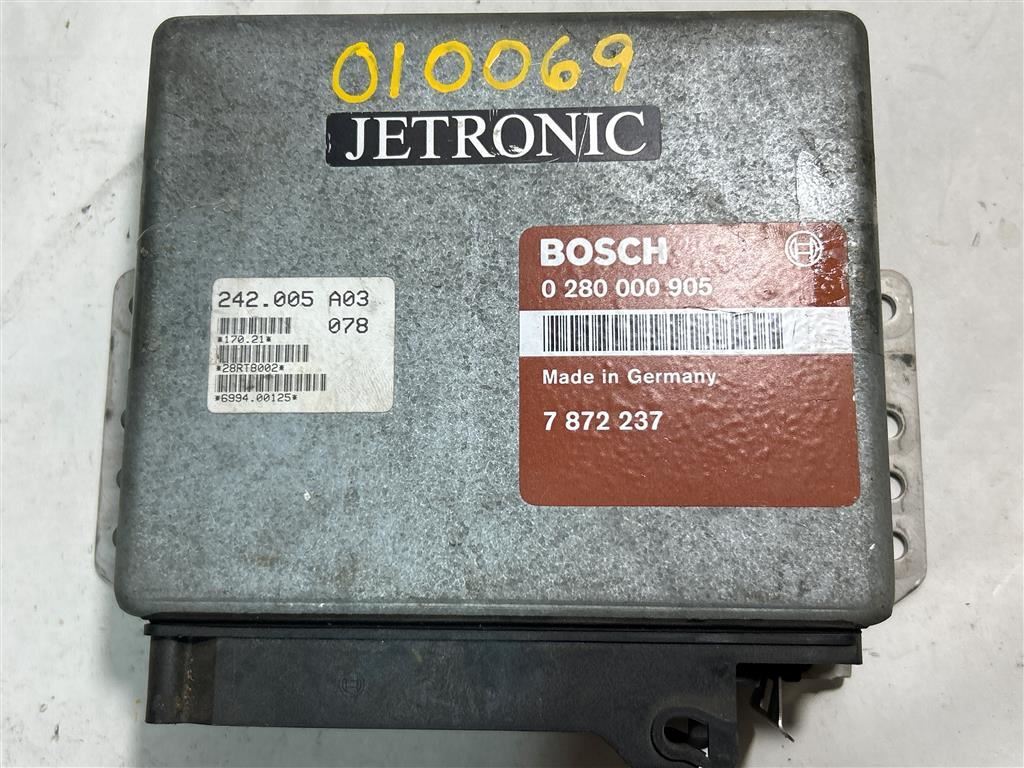 010069
JETRONIC
BOSCH
0 280 000 905
Made in Germany
7 872 237
242.005 A03
078
*170.21*
*28RT8002*
*6994.00125*